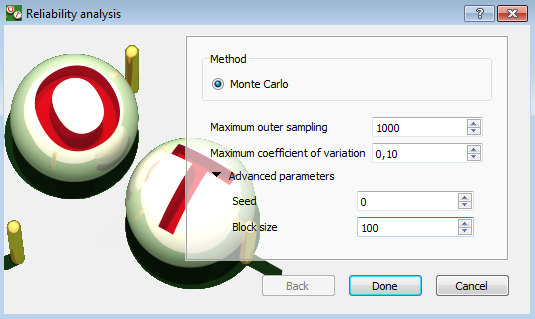 Reliability analysis
Method
Monte Carlo
Maximum outer sampling 1000
Maximum coefficient of variation 0,10
Advanced parameters
Seed 0
Block size 100
Back Done Cancel